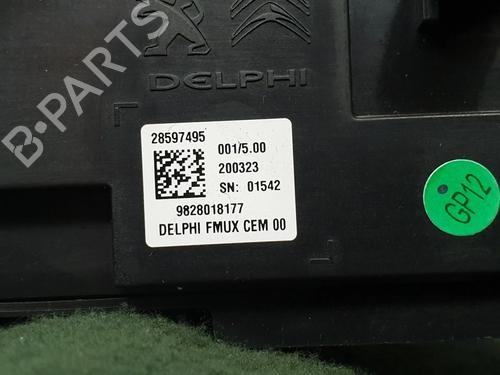 B-PARTS
DELPHI
28597495
001/5.00
200323
SN: 01542
9828018177
DELPHI FMUX CEM 00
GP12